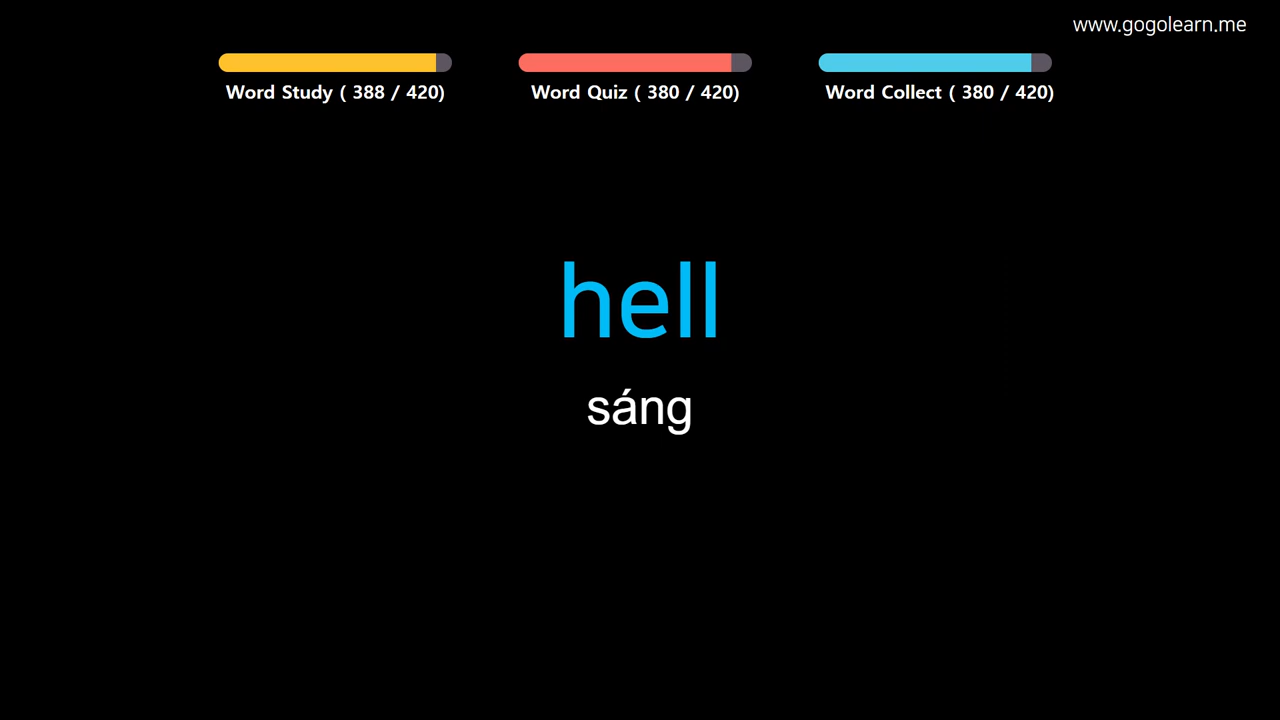 www.gogolearn.me
Word Study ( 388 / 420)
Word Quiz ( 380 / 420)
Word Collect ( 380 / 420)
hell
sáng